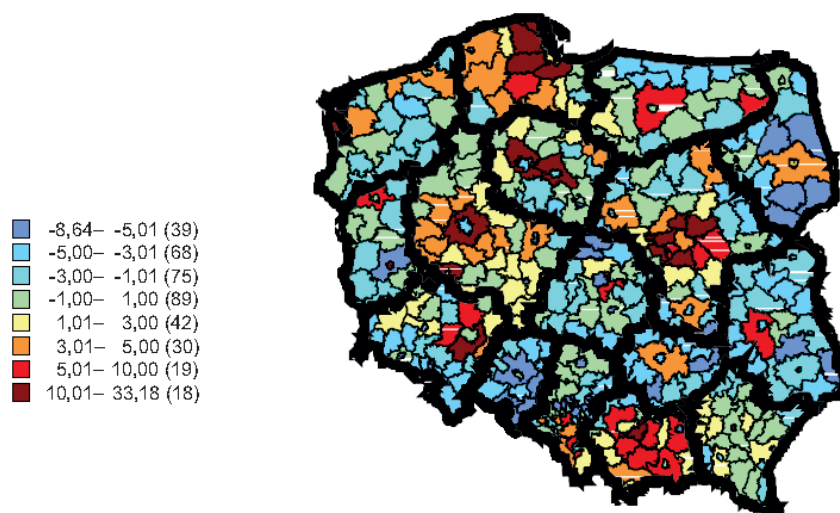 -8,64– -5,01 (39)
-5,00– -3,01 (68)
-3,00– -1,01 (75)
-1,00– 1,00 (89)
1,01– 3,00 (42)
3,01– 5,00 (30)
5,01– 10,00 (19)
10,01– 33,18 (18)